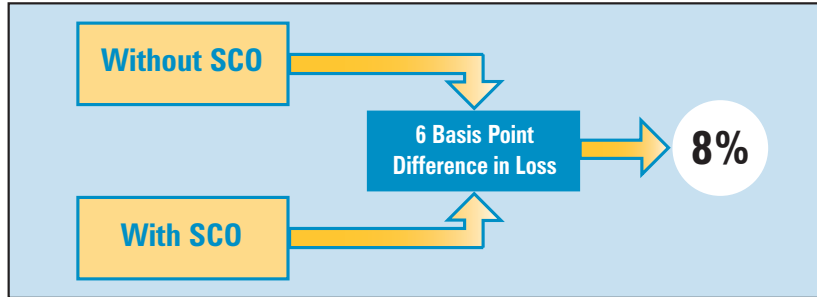 Without SCO
6 Basis Point
Difference in Loss
8%
With SCO